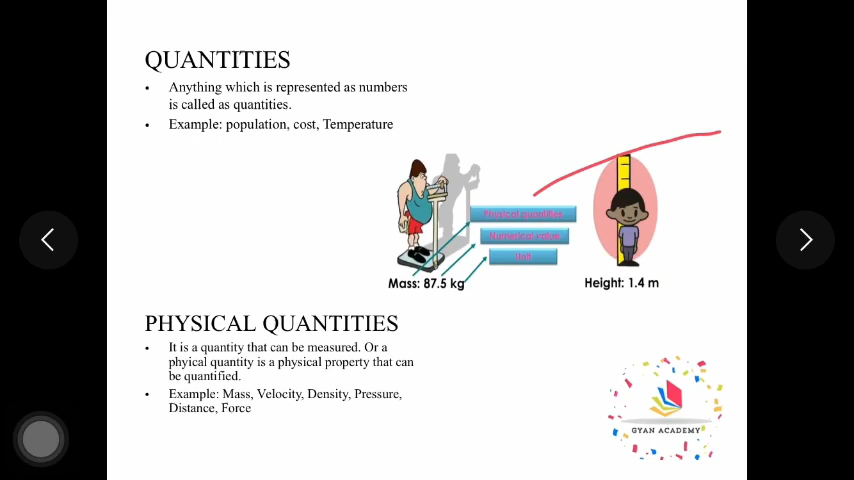 QUANTITIES
• Anything which is represented as numbers
is called as quantities.
• Example: population, cost, Temperature
Physical quantities
Numerical value
Unit
Mass: 87.5 kg
Height: 1.4 m
PHYSICAL QUANTITIES
• It is a quantity that can be measured. Or a
phyical quantity is a physical property that can
be quantified.
• Example: Mass, Velocity, Density, Pressure,
Distance, Force
GYAN ACADEMY